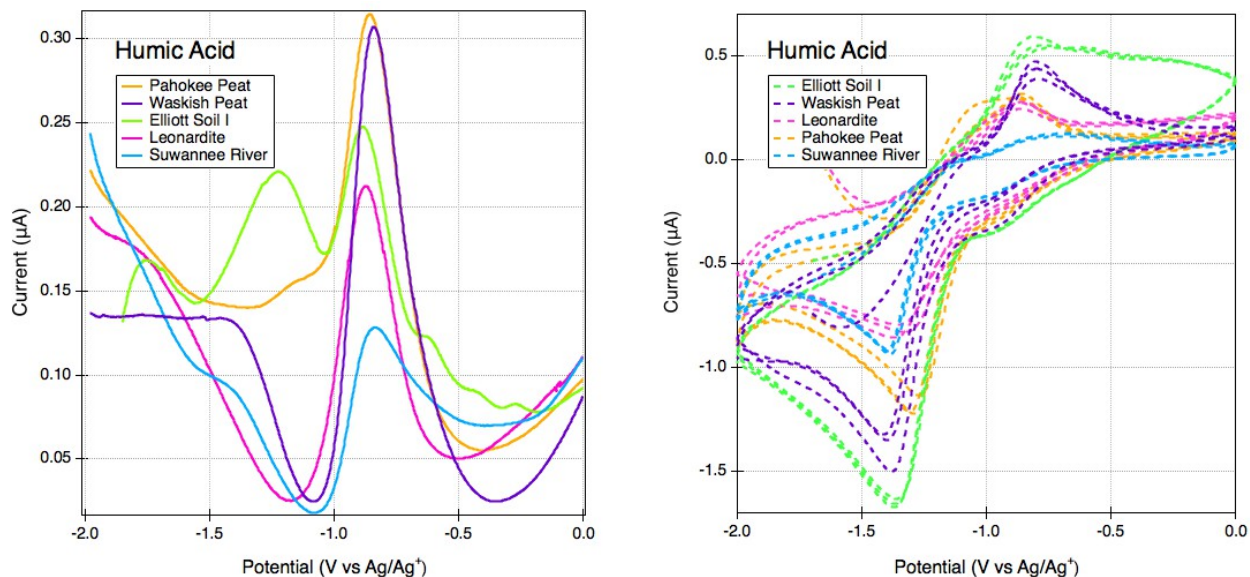 Humic Acid
Pahokee Peat
Waskish Peat
Elliott Soil I
Leonardite
Suwannee River
0.30
0.25
0.20
0.15
0.10
0.05
Current (µA)
-2.0 -1.5 -1.0 -0.5 0.0
Potential (V vs Ag/Ag⁺)
Humic Acid
Elliott Soil I
Waskish Peat
Leonardite
Pahokee Peat
Suwannee River
0.5
0.0
-0.5
-1.0
-1.5
Current (µA)
-2.0 -1.5 -1.0 -0.5 0.0
Potential (V vs Ag/Ag⁺)